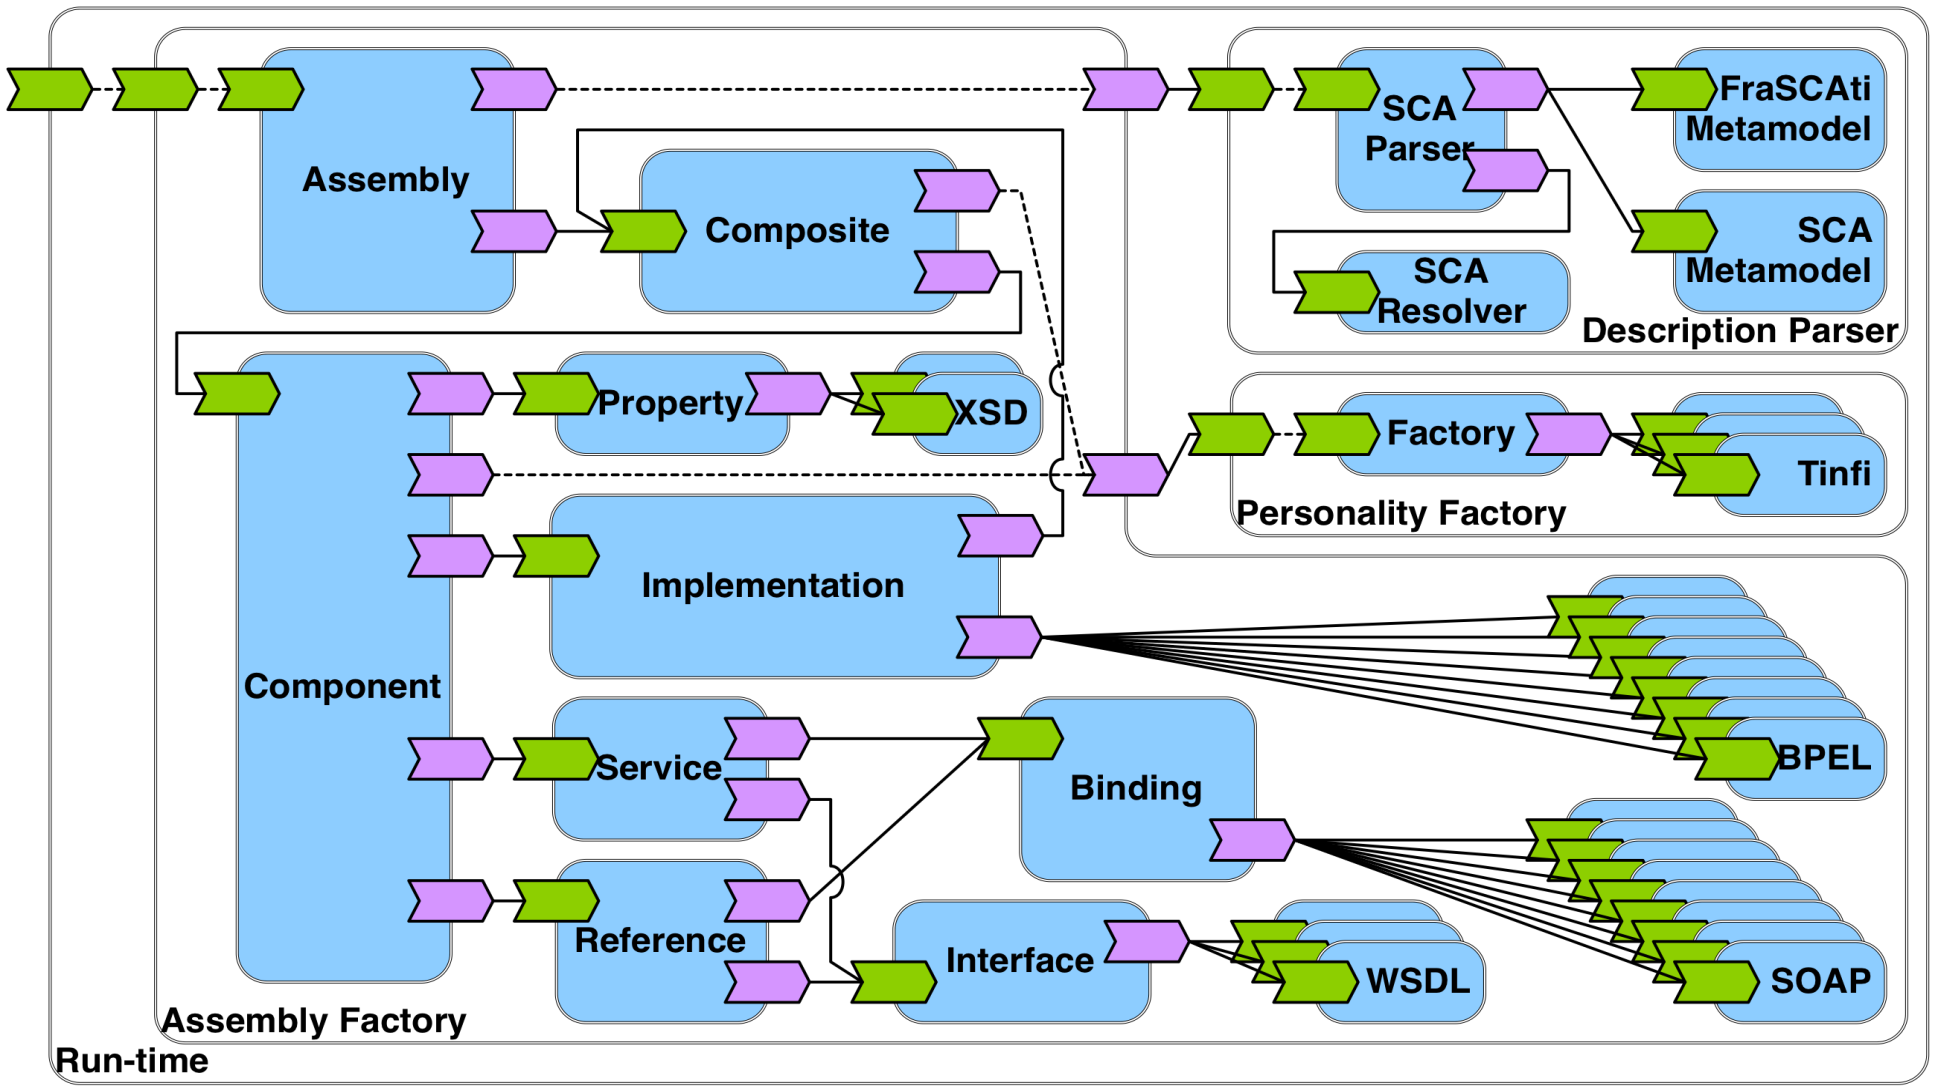 FraSCAti
Metamodel
SCA
Parser
Assembly
Composite
SCA
Metamodel
SCA
Resolver
Description Parser
Property
XSD
Factory
Tinfi
Personality Factory
Implementation
Component
Service
Binding
BPEL
Reference
Interface
WSDL
SOAP
Assembly Factory
Run-time